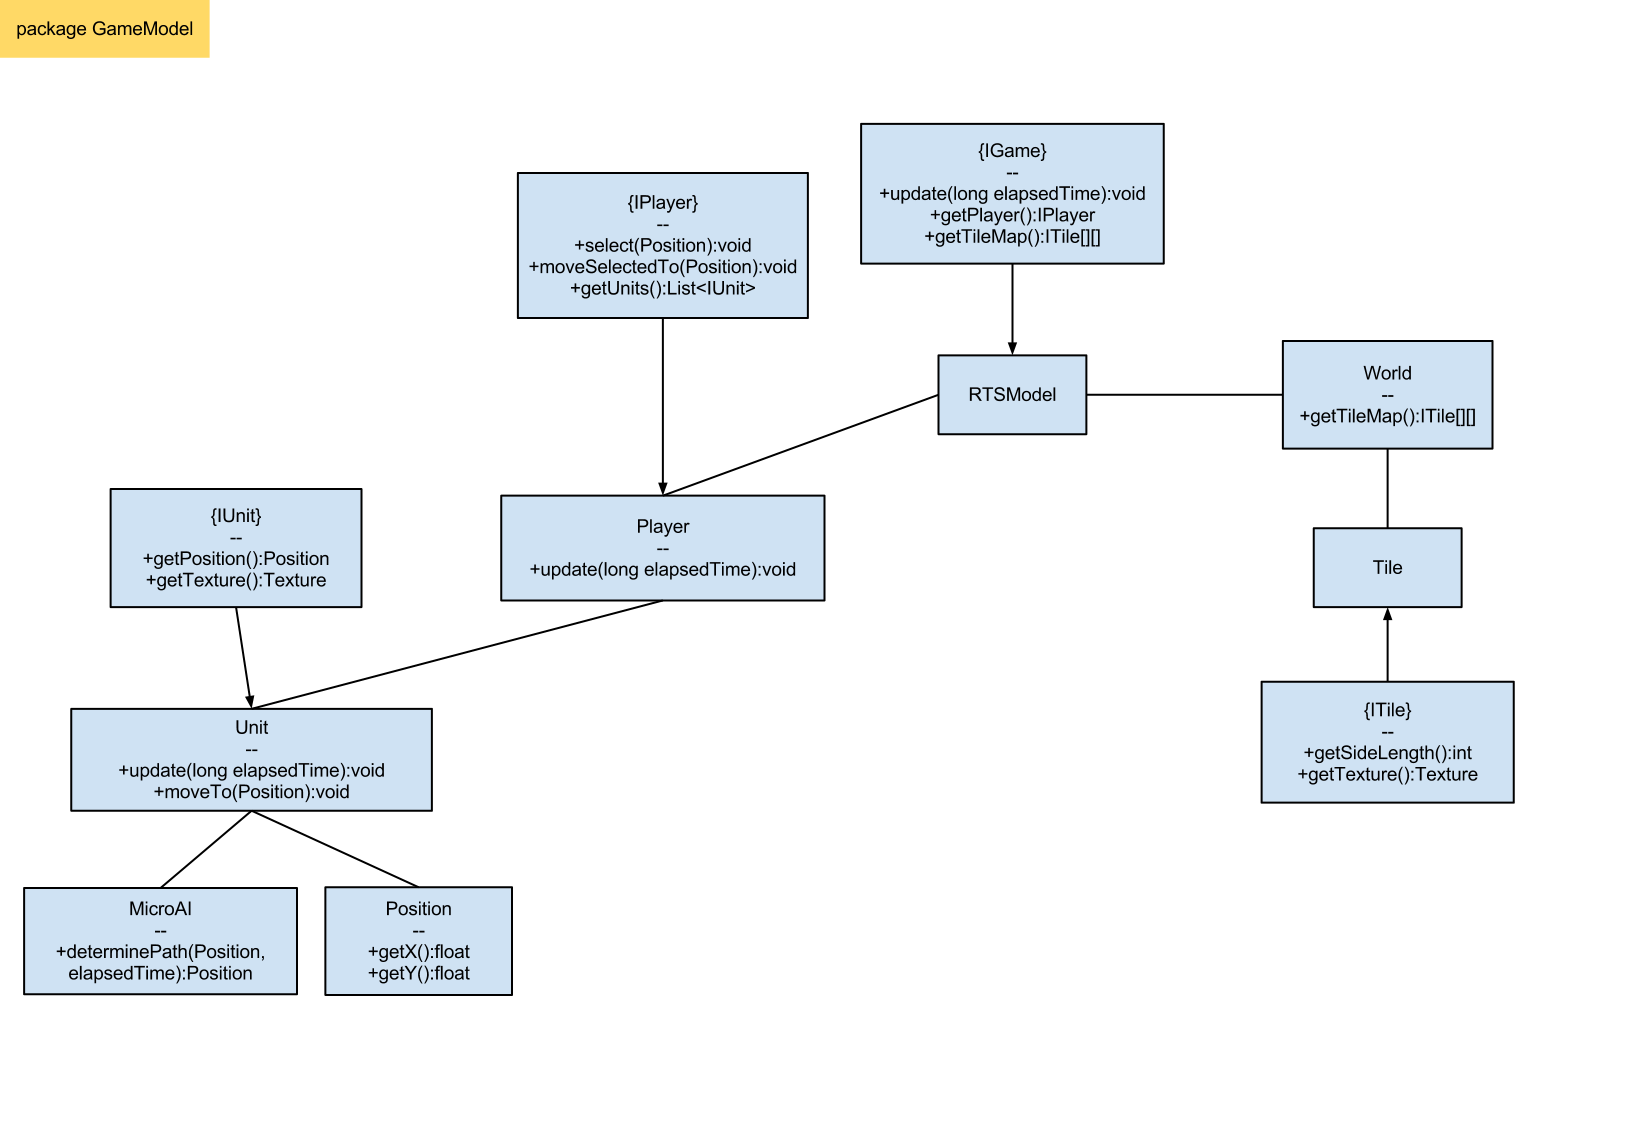 package GameModel
{IGame}
--
+update(long elapsedTime):void
+getPlayer():IPlayer
+getTileMap():ITile[][]
{IPlayer}
--
+select(Position):void
+moveSelectedTo(Position):void
+getUnits():List<IUnit>
RTSModel
World
--
+getTileMap():ITile[][]
{IUnit}
--
+getPosition():Position
+getTexture():Texture
Player
--
+update(long elapsedTime):void
Tile
{ITile}
--
+getSideLength():int
+getTexture():Texture
Unit
--
+update(long elapsedTime):void
+moveTo(Position):void
MicroAI
--
+determinePath(Position,
elapsedTime):Position
Position
--
+getX():float
+getY():float